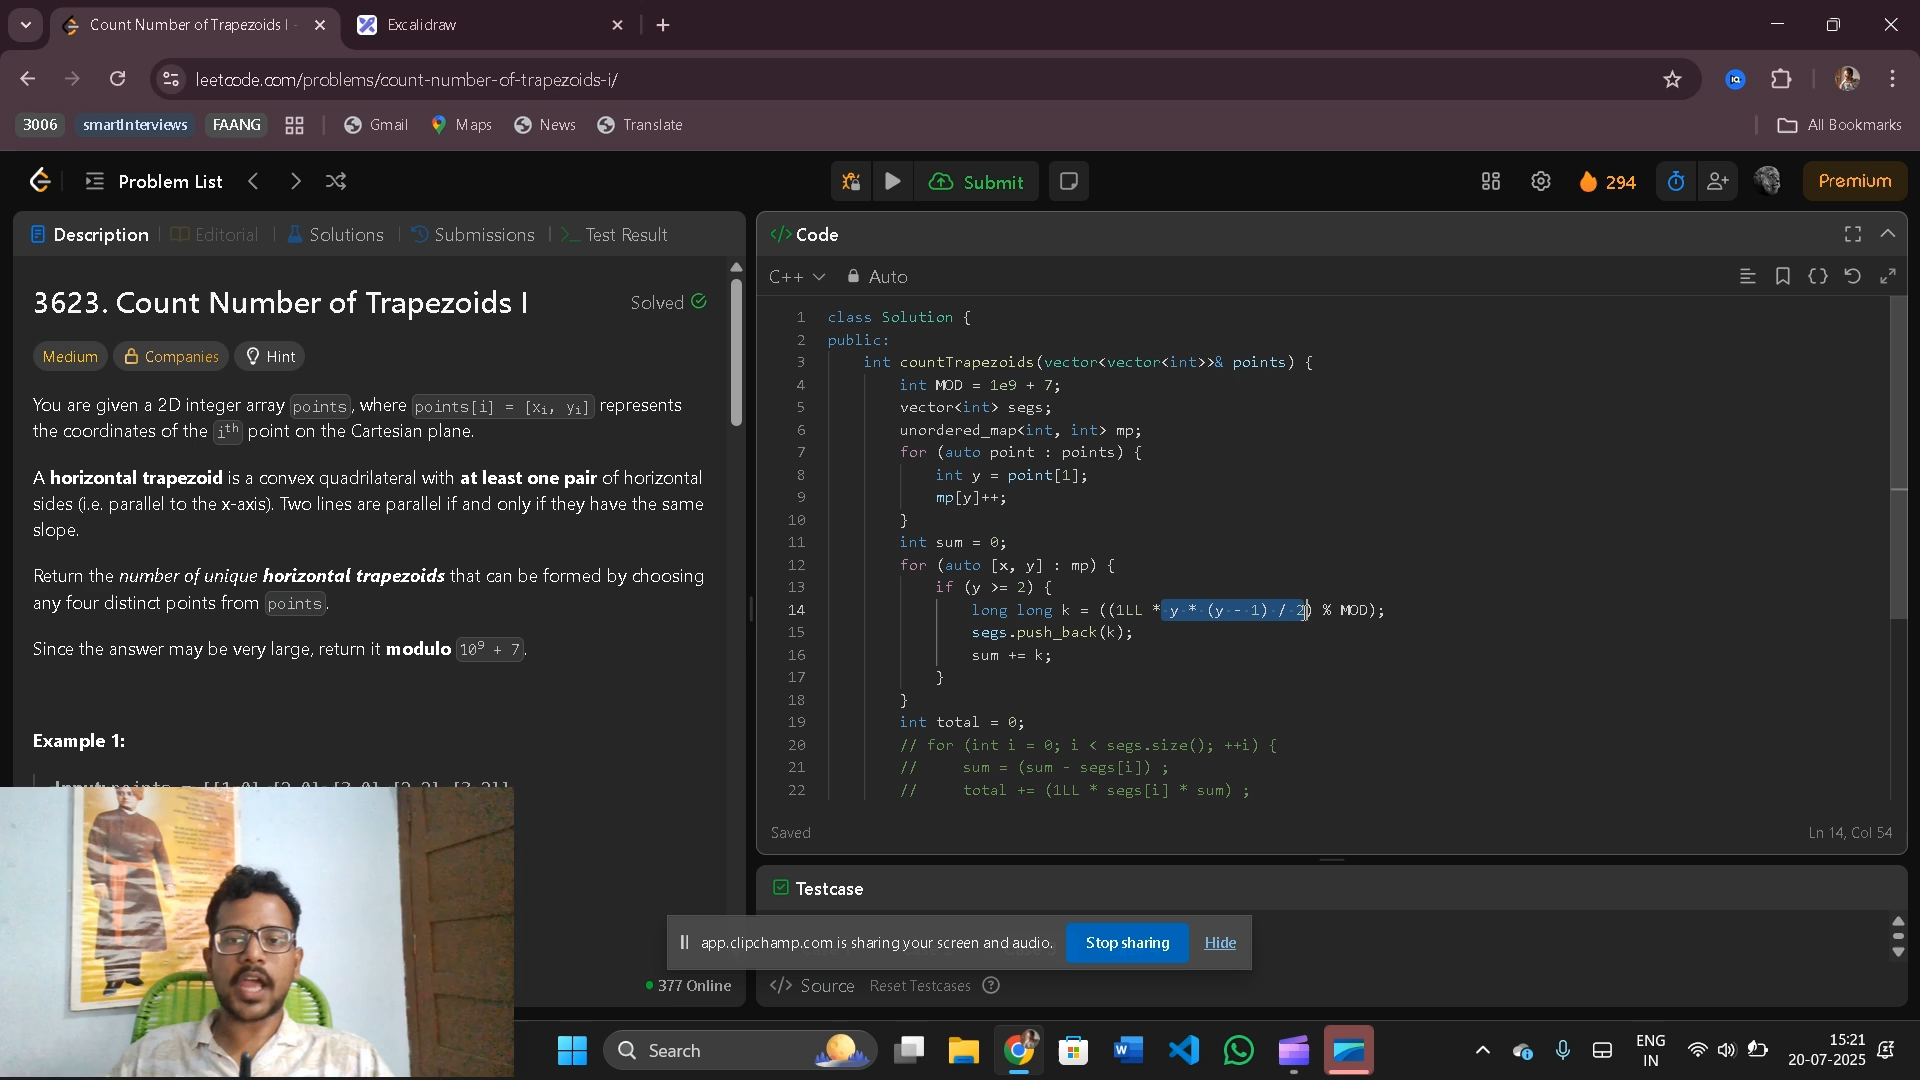 Count Number of Trapezoids I -
Excalidraw
leetcode.com/problems/count-number-of-trapezoids-i/
3006
smartInterviews
FAANG
Gmail
Maps
News
Translate
All Bookmarks
Problem List
Submit
294
Premium
Description
Editorial
Solutions
Submissions
Test Result
3623. Count Number of Trapezoids I
Solved
Medium
Companies
Hint
You are given a 2D integer array points, where points[i] = [xi, yi] represents
the coordinates of the ith point on the Cartesian plane.
A horizontal trapezoid is a convex quadrilateral with at least one pair of horizontal
sides (i.e. parallel to the x-axis). Two lines are parallel if and only if they have the same
slope.
Return the number of unique horizontal trapezoids that can be formed by choosing
any four distinct points from points.
Since the answer may be very large, return it modulo 10⁹ + 7.
Example 1:
377 Online
Code
C++
Auto
1 class Solution {
2 public:
3 int countTrapezoids(vector<vector<int>>& points) {
4 int MOD = 1e9 + 7;
5 vector<int> segs;
6 unordered_map<int, int> mp;
7 for (auto point : points) {
8 int y = point[1];
9 mp[y]++;
10 }
11 int sum = 0;
12 for (auto [x, y] : mp) {
13 if (y >= 2) {
14 long long k = ((1LL * y * (y - 1) / 2) % MOD);
15 segs.push_back(k);
16 sum += k;
17 }
18 }
19 int total = 0;
20 // for (int i = 0; i < segs.size(); ++i) {
21 // sum = (sum - segs[i]) ;
22 // total += (1LL * segs[i] * sum) ;
Saved
Ln 14, Col 54
Testcase
app.clipchamp.com is sharing your screen and audio.
Stop sharing
Hide
Source
Reset Testcases
Search
ENG
IN
15:21
20-07-2025